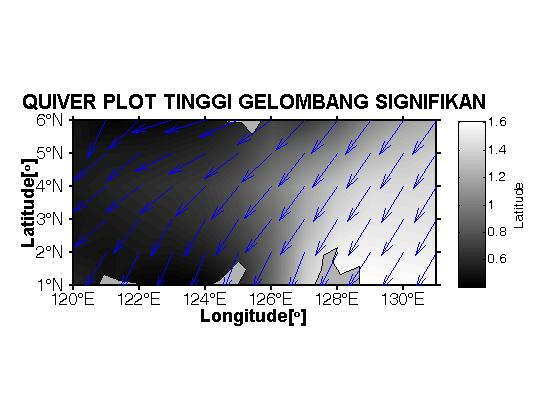 QUIVER PLOT TINGGI GELOMBANG SIGNIFIKAN
6°N
5°N
4°N
3°N
2°N
1°N
Latitude[°]
120°E 122°E 124°E 126°E 128°E 130°E
Longitude[°]
1.6
1.4
1.2
1
0.8
0.6
Latitude